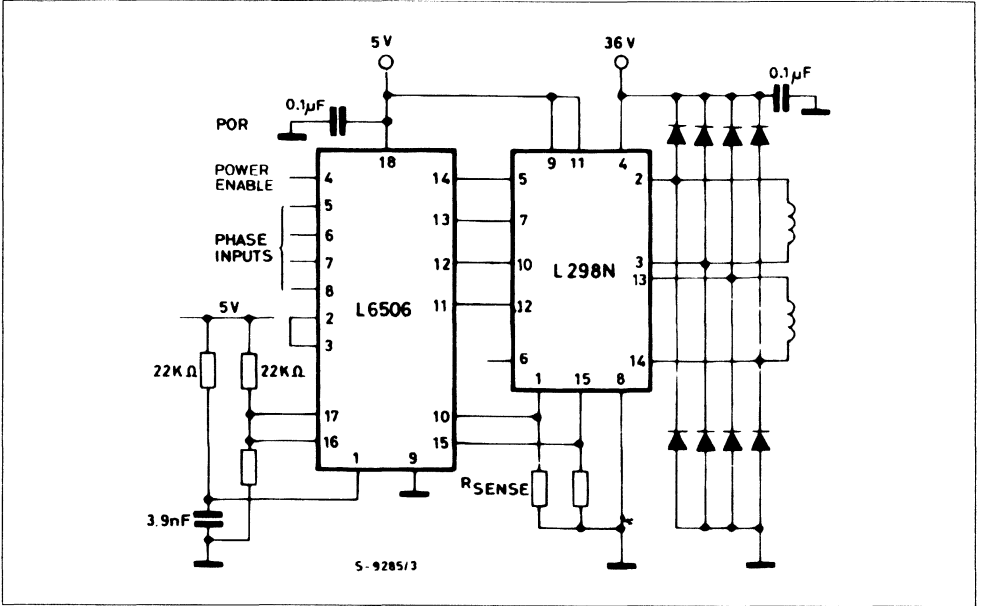 5V
36V
0.1µF
0.1µF
POR
18
9 11 4
POWER
ENABLE
4
14
5
2
5
6
13
7
PHASE
INPUTS
7
12
10
L298N
3
13
8
L6506
11
12
5V
2
3
6
14
22KΩ
22KΩ
1 15 8
17
10
16
15
1 9
RSENSE
3.9nF
S-9285/3